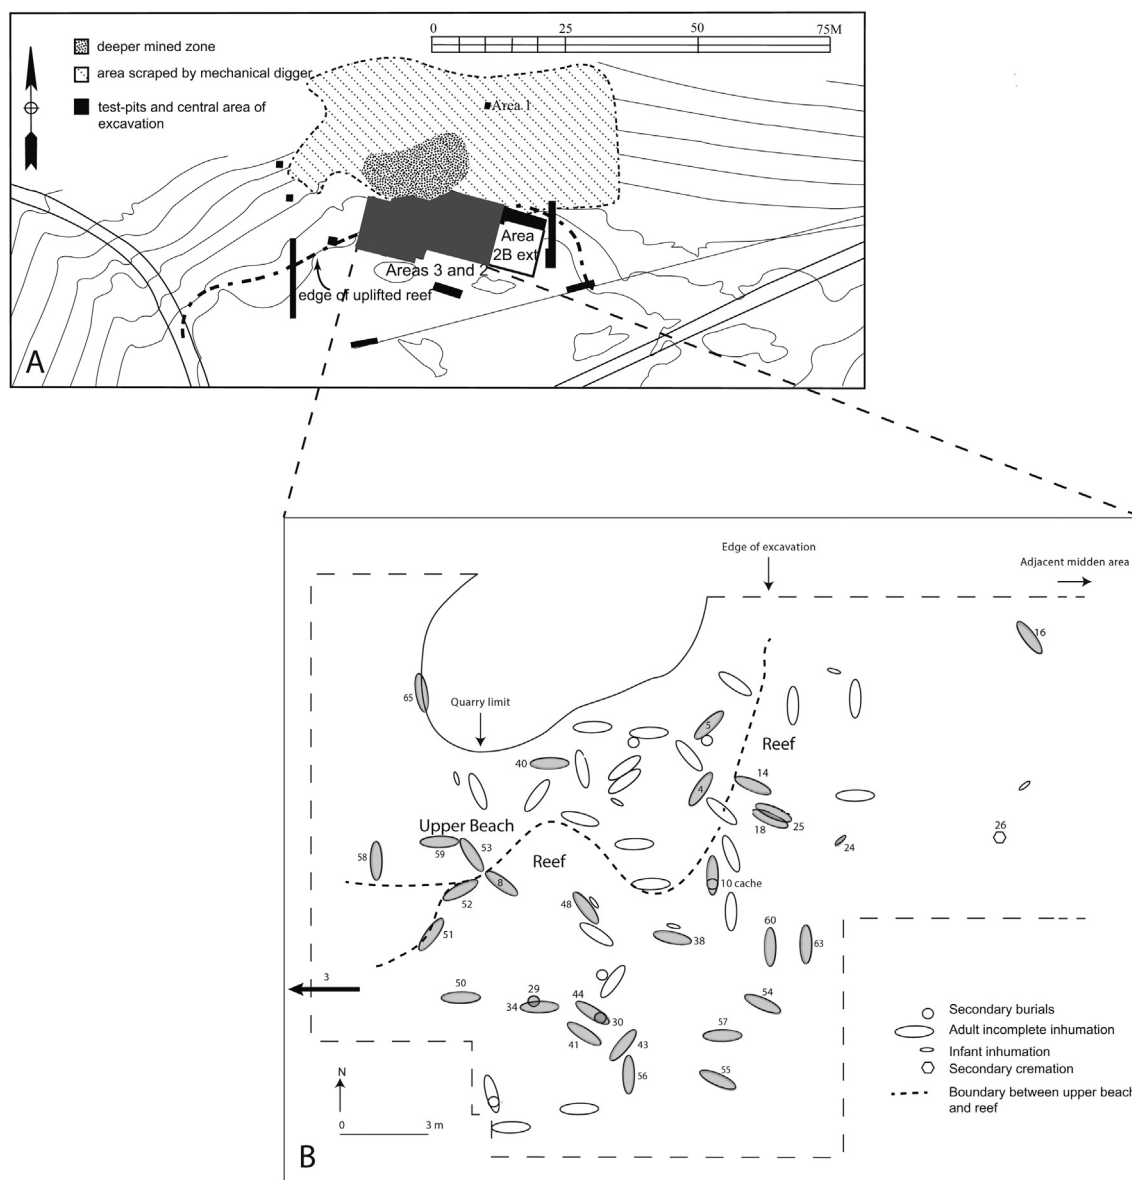 0 25 50 75M
deeper mined zone
area scraped by mechanical digger
test-pits and central area of
excavation
Area 1
Area
2B ext
Areas 3 and 2
edge of uplifted reef
A
Edge of excavation
Adjacent midden area
16
65
Quarry limit
5
Reef
40
14
4
Upper Beach
18
25
26
53
59
Reef
24
58
8
10 cache
52
48
51
60
38
63
3
50
29
44
54
34
30
57
41
43
56
55
Secondary burials
Adult incomplete inhumation
Infant inhumation
Secondary cremation
Boundary between upper beach
and reef
N
0 3 m
B